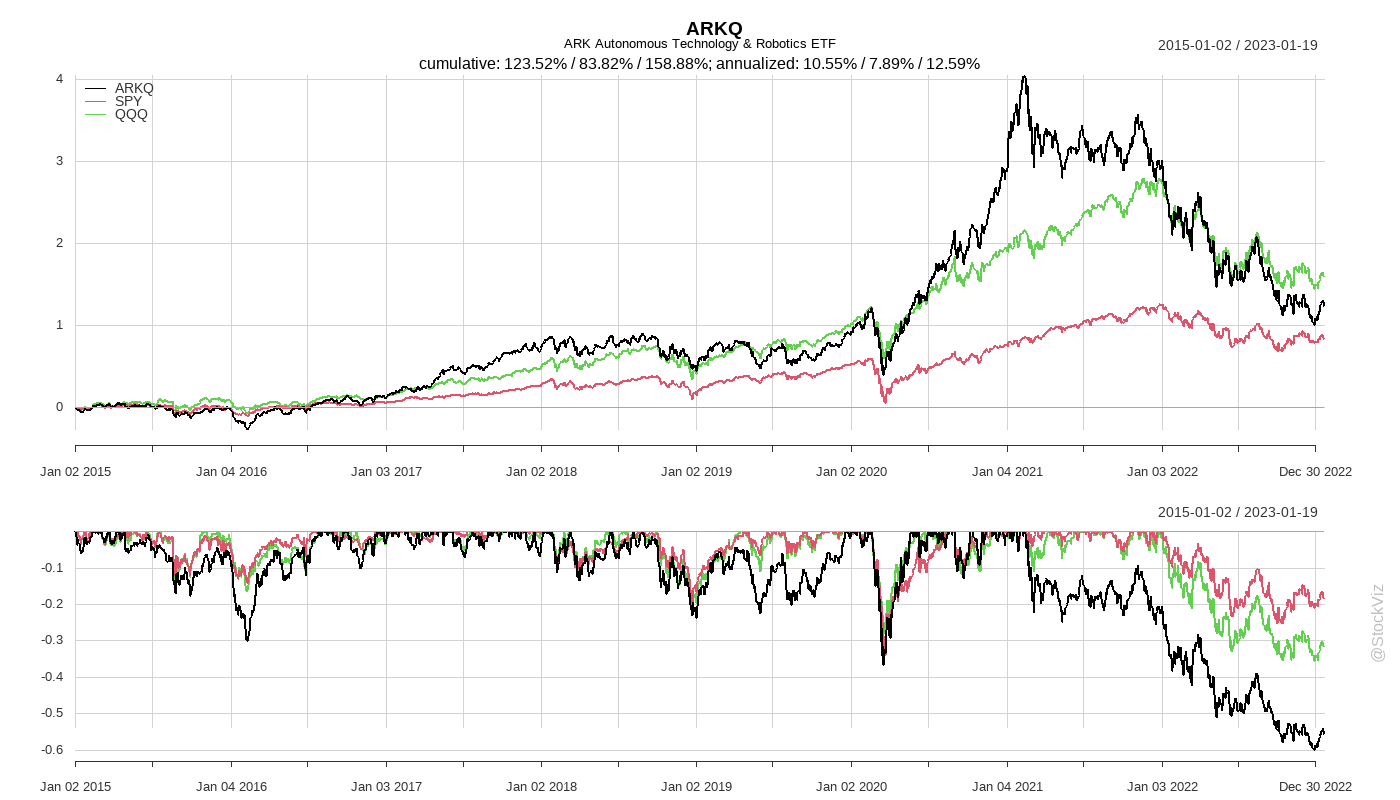 ARKQ
ARK Autonomous Technology & Robotics ETF
2015-01-02 / 2023-01-19
cumulative: 123.52% / 83.82% / 158.88%; annualized: 10.55% / 7.89% / 12.59%
ARKQ
SPY
QQQ
4
3
2
1
0
Jan 02 2015 Jan 04 2016 Jan 03 2017 Jan 02 2018 Jan 02 2019 Jan 02 2020 Jan 04 2021 Jan 03 2022 Dec 30 2022
2015-01-02 / 2023-01-19
-0.1
-0.2
-0.3
-0.4
-0.5
-0.6
Jan 02 2015 Jan 04 2016 Jan 03 2017 Jan 02 2018 Jan 02 2019 Jan 02 2020 Jan 04 2021 Jan 03 2022 Dec 30 2022
@StockViz